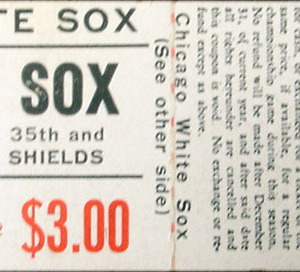 TE SOX
SOX
35th and
SHIELDS
$3.00
Chicago White Sox
(See other side)
same price, if available, for a regular
championship game during this season.
No refund will be made after December
31, of current year, and after said date
all rights hereunder are cancelled and
this coupon is void. No exchange or re-
fund except as above.